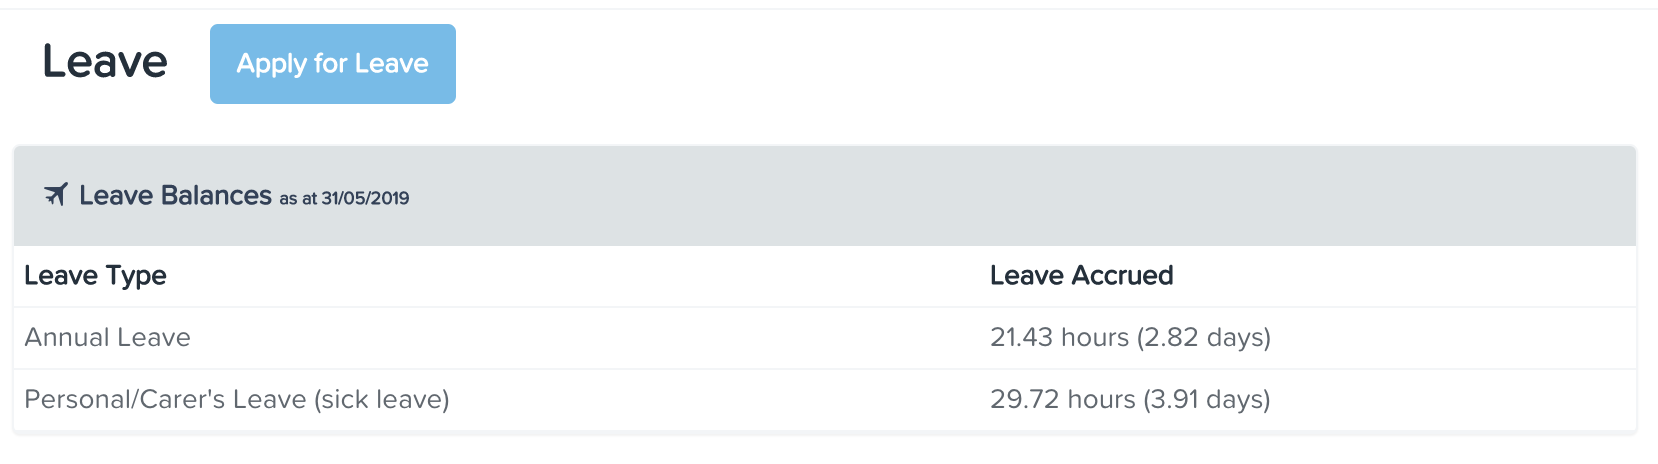 Leave
Apply for Leave
Leave Balances as at 31/05/2019
Leave Type Leave Accrued
Annual Leave 21.43 hours (2.82 days)
Personal/Carer's Leave (sick leave) 29.72 hours (3.91 days)